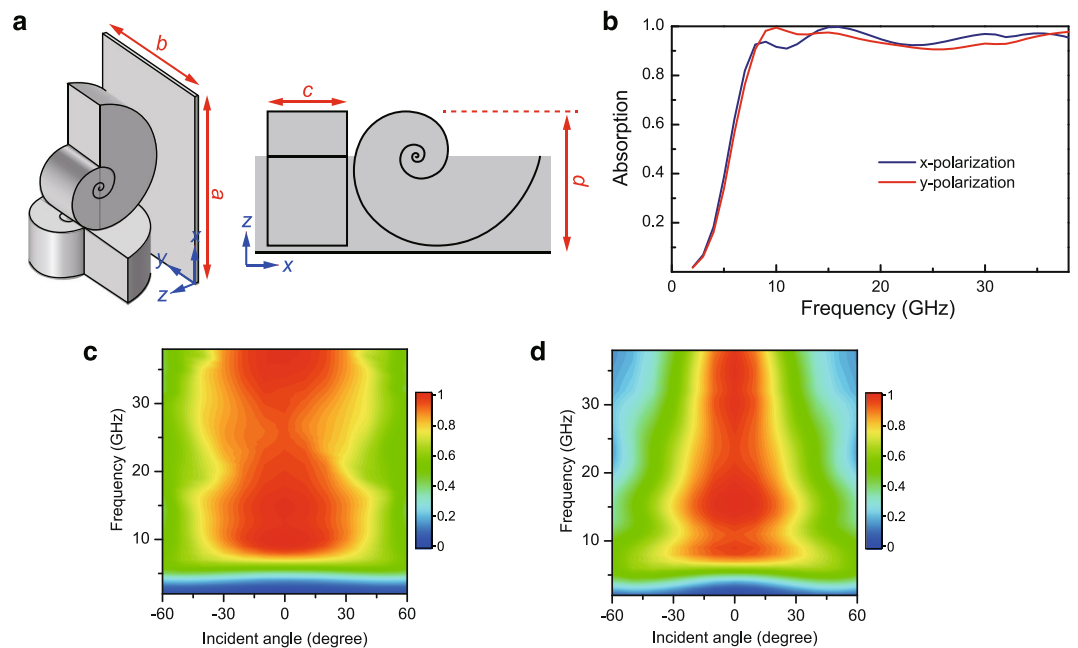 a
b
a
y
x
z
c
d
z
x
b
Absorption
1.0
0.8
0.6
0.4
0.2
x-polarization
y-polarization
0
10
20
30
Frequency (GHz)
c
Frequency (GHz)
30
20
10
-60
-30
0
30
60
Incident angle (degree)
1
0.8
0.6
0.4
0.2
0
d
Frequency (GHz)
30
20
10
-60
-30
0
30
60
Incident angle (degree)
1
0.8
0.6
0.4
0.2
0